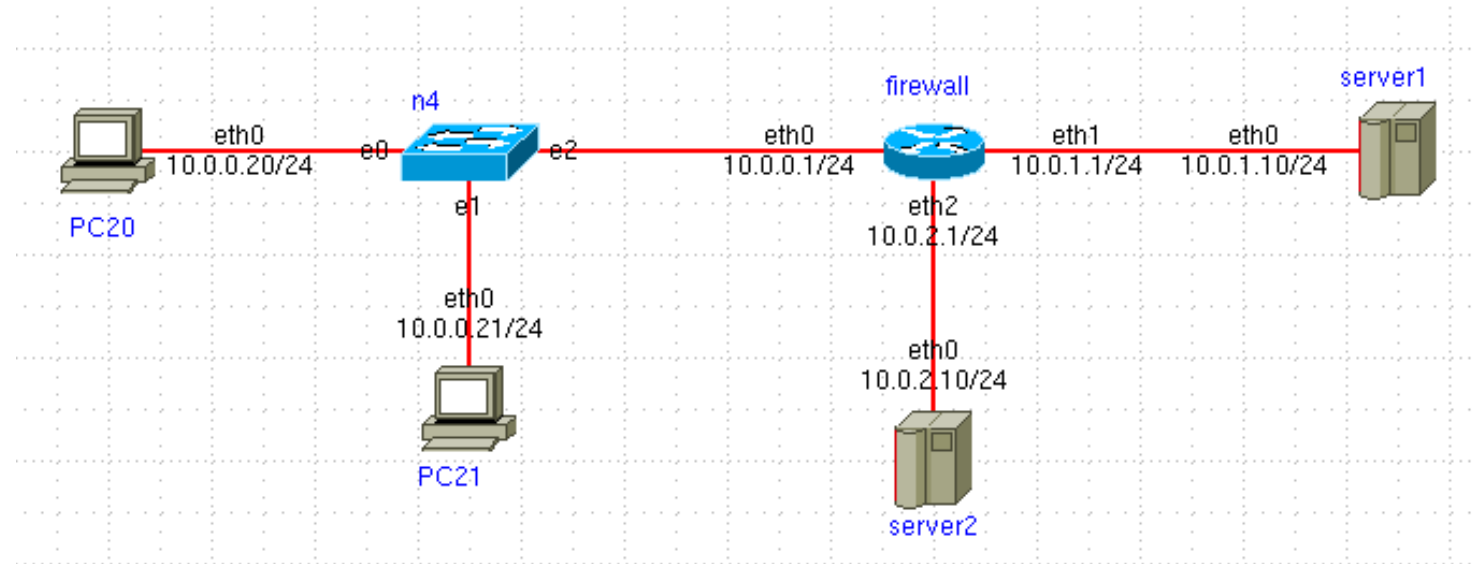 server1
firewall
n4
eth0
10.0.0.20/24
e0
e2
eth0
10.0.0.1/24
eth1
10.0.1.1/24
eth0
10.0.1.10/24
PC20
e1
eth2
10.0.2.1/24
eth0
10.0.0.21/24
eth0
10.0.2.10/24
PC21
server2